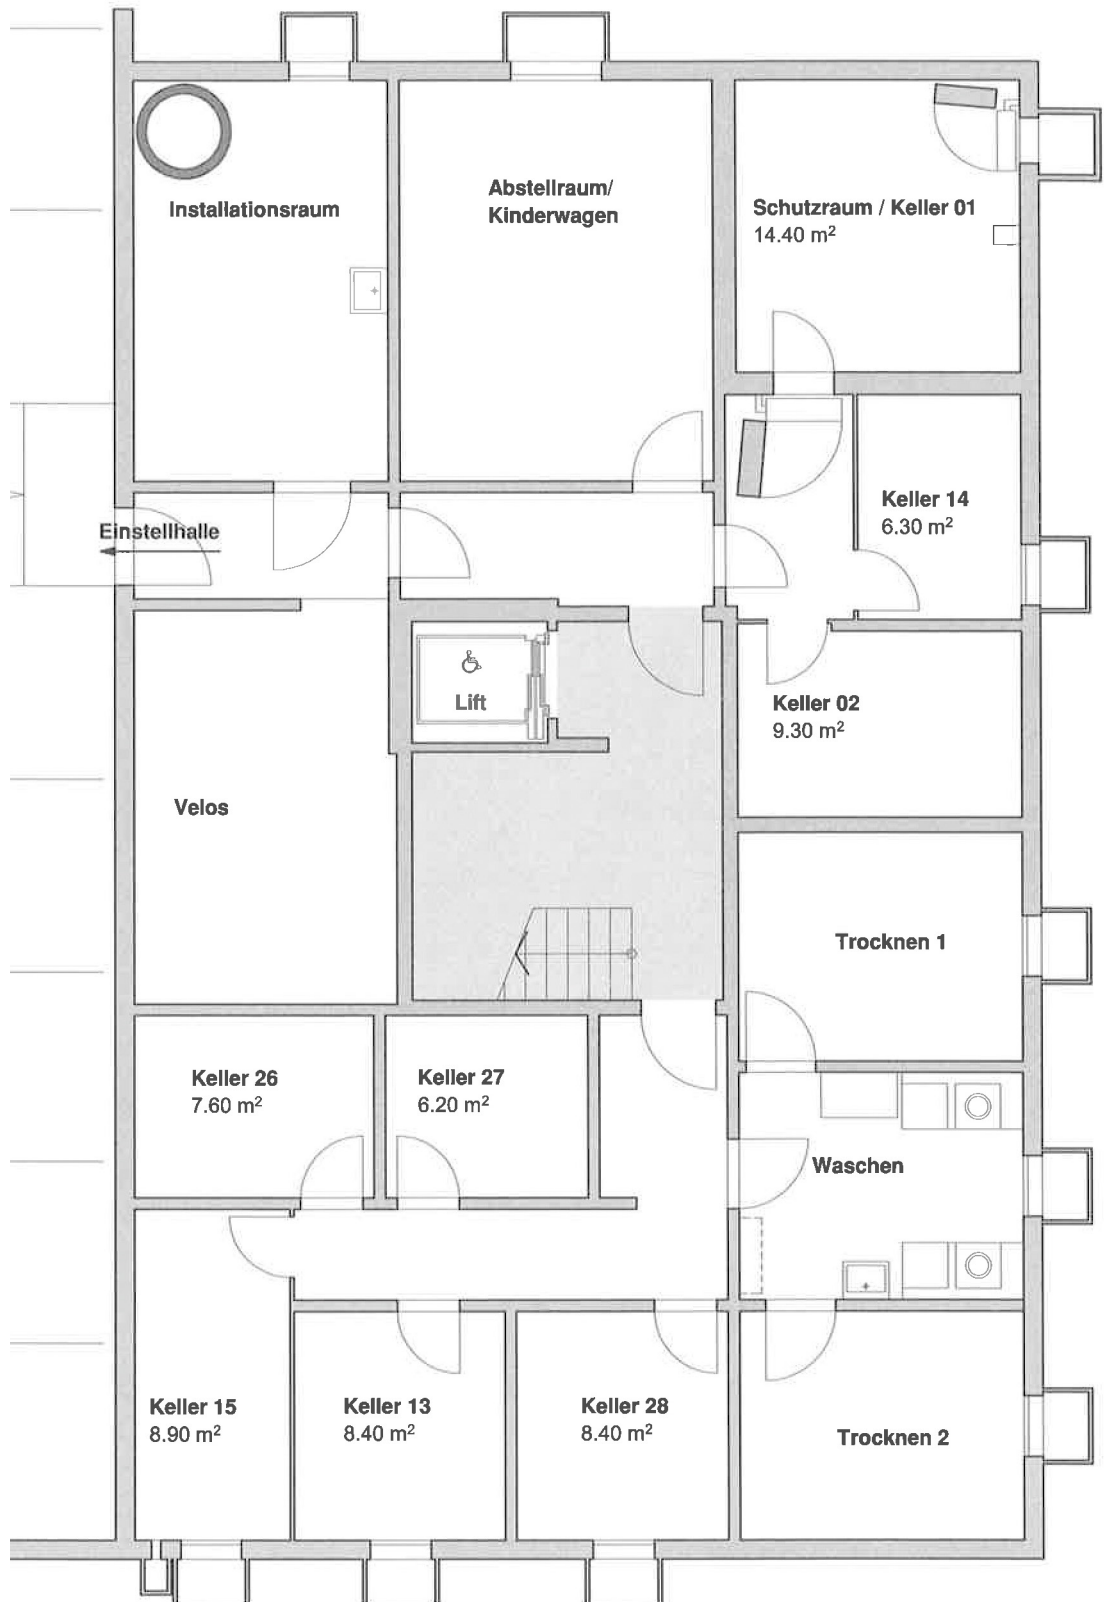 Installationsraum
Abstellraum/
Kinderwagen
Schutzraum / Keller 01
14.40 m²
Keller 14
6.30 m²
Einstellhalle
Lift
Keller 02
9.30 m²
Velos
Trocknen 1
Keller 26
7.60 m²
Keller 27
6.20 m²
Waschen
Keller 15
8.90 m²
Keller 13
8.40 m²
Keller 28
8.40 m²
Trocknen 2